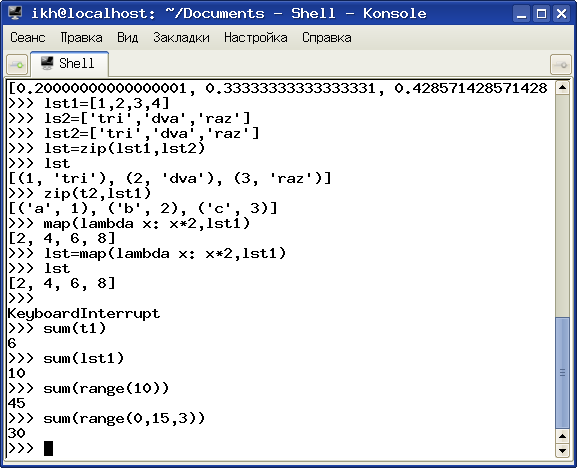 ikh@localhost: ~/Documents - Shell - Konsole
Сеанс Правка Вид Закладки Настройка Справка
Shell
[0.20000000000000001, 0.33333333333333331, 0.428571428571428
>>> lst1=[1,2,3,4]
>>> ls2=['tri','dva','raz']
>>> lst2=['tri','dva','raz']
>>> lst=zip(lst1,lst2)
>>> lst
[(1, 'tri'), (2, 'dva'), (3, 'raz')]
>>> zip(t2,lst1)
[('a', 1), ('b', 2), ('c', 3)]
>>> map(lambda x: x*2,lst1)
[2, 4, 6, 8]
>>> lst=map(lambda x: x*2,lst1)
>>> lst
[2, 4, 6, 8]
>>>
KeyboardInterrupt
>>> sum(t1)
6
>>> sum(lst1)
10
>>> sum(range(10))
45
>>> sum(range(0,15,3))
30
>>>